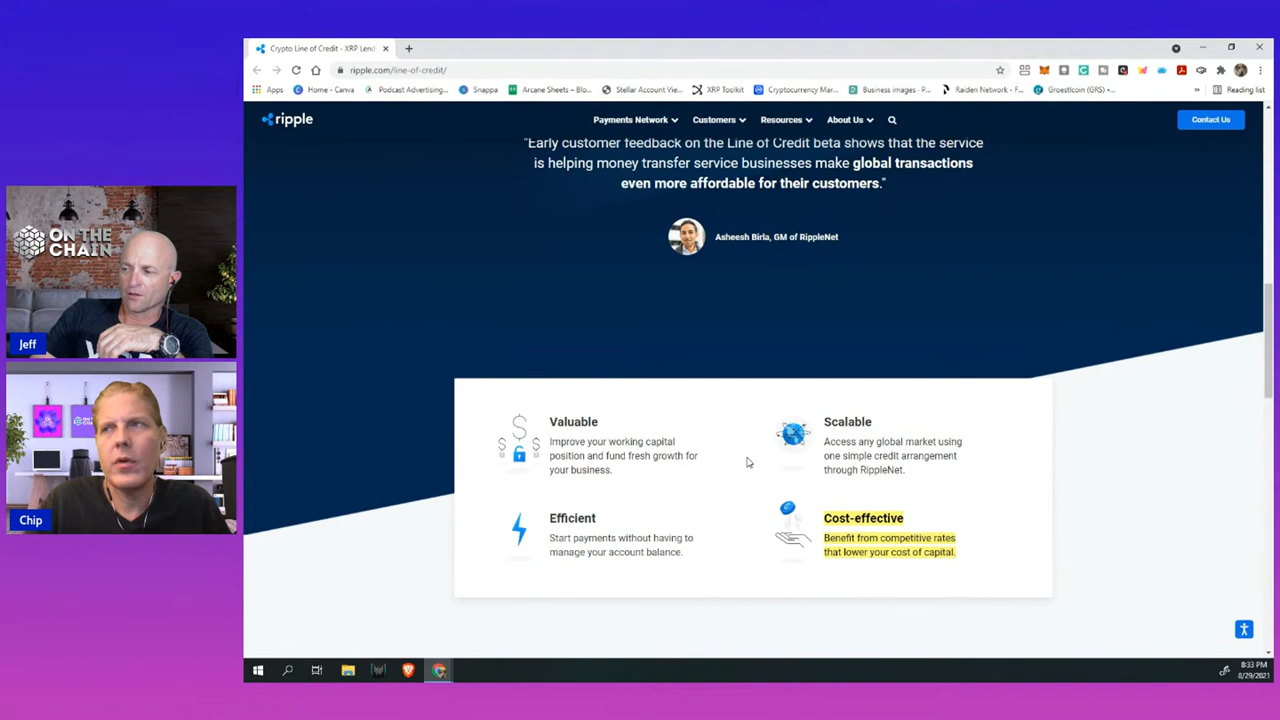 Crypto Line of Credit - XRP Lend
ripple.com/line-of-credit/
Apps
Home - Canva
Podcast Advertising...
Snappa
Arcane Sheets – Blo...
Stellar Account Vie...
XRP Toolkit
Cryptocurrency Mar...
Business images - P...
Raiden Network - F...
Groestlcoin (GRS) •...
Reading list
ripple
Payments Network
Customers
Resources
About Us
Contact Us
"Early customer feedback on the Line of Credit beta shows that the service
is helping money transfer service businesses make global transactions
even more affordable for their customers."
Asheesh Birla, GM of RippleNet
ON THE
CHAIN
Jeff
Chip
Valuable
Improve your working capital
position and fund fresh growth for
your business.
Scalable
Access any global market using
one simple credit arrangement
through RippleNet.
Efficient
Start payments without having to
manage your account balance.
Cost-effective
Benefit from competitive rates
that lower your cost of capital.
8:33 PM
8/29/2021